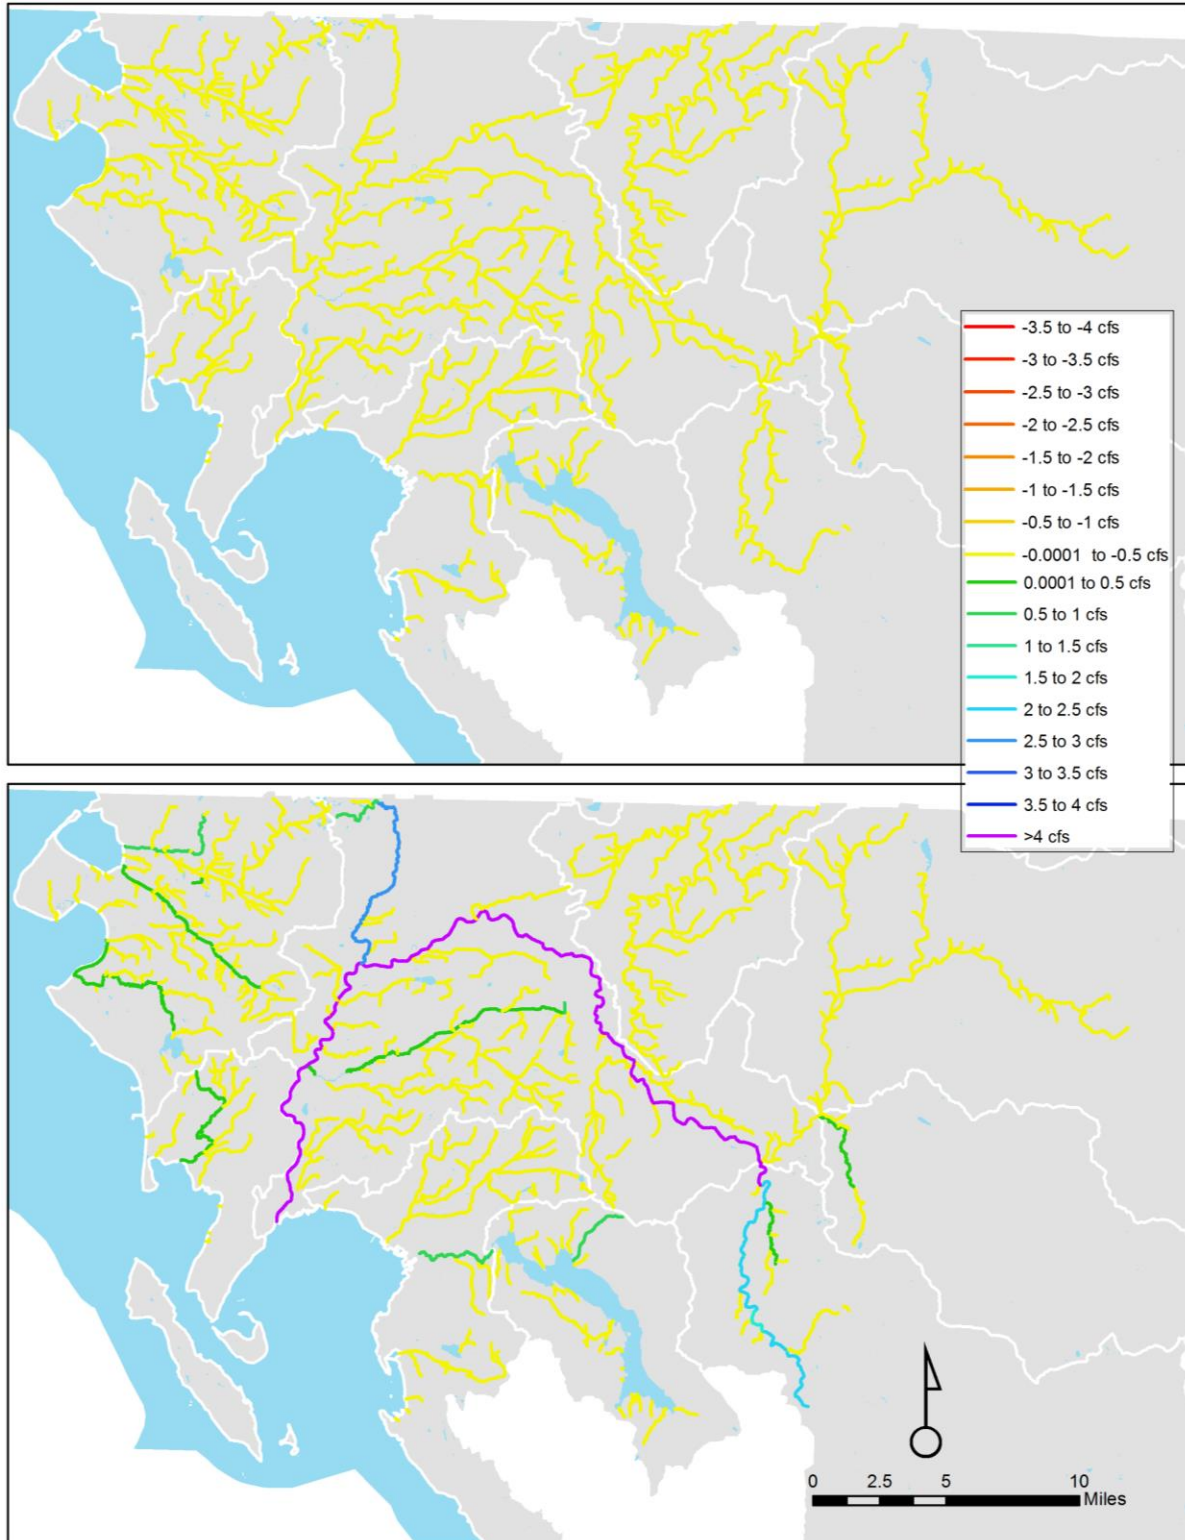 -3.5 to -4 cfs
-3 to -3.5 cfs
-2.5 to -3 cfs
-2 to -2.5 cfs
-1.5 to -2 cfs
-1 to -1.5 cfs
-0.5 to -1 cfs
-0.0001 to -0.5 cfs
0.0001 to 0.5 cfs
0.5 to 1 cfs
1 to 1.5 cfs
1.5 to 2 cfs
2 to 2.5 cfs
2.5 to 3 cfs
3 to 3.5 cfs
3.5 to 4 cfs
>4 cfs
0 2.5 5 10
Miles